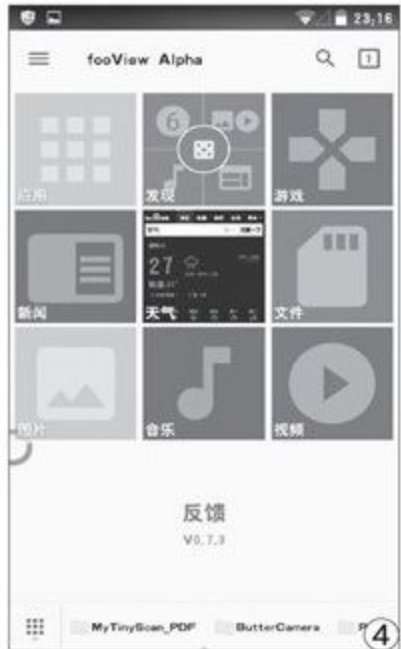 23:16
fooView Alpha
1
6
应用 发现 游戏
27
新闻 天气 文件
图片 音乐 视频
反馈
V0.7.3
MyTinyScan_PDF ButterCamera P
④